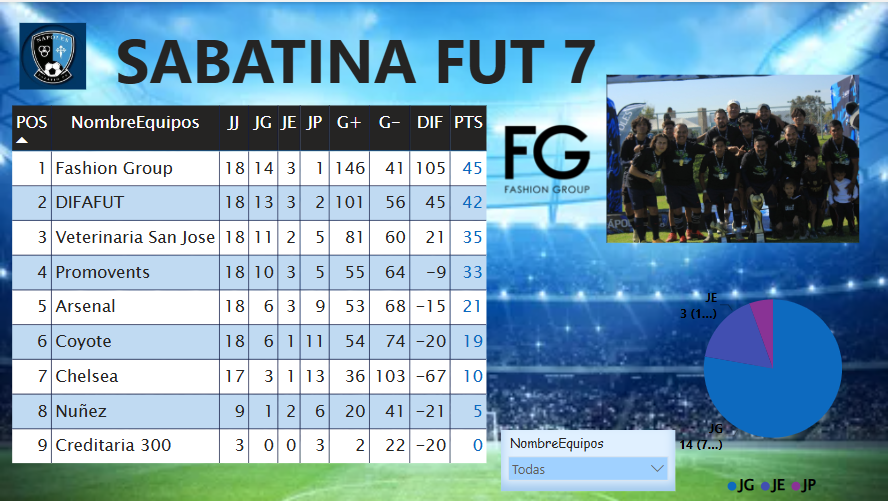 NAPOLES
SABATINA FUT 7
POS NombreEquipos JJ JG JE JP G+ G- DIF PTS
1 Fashion Group 18 14 3 1 146 41 105 45
2 DIFAFUT 18 13 3 2 101 56 45 42
3 Veterinaria San Jose 18 11 2 5 81 60 21 35
4 Promovents 18 10 3 5 55 64 -9 33
5 Arsenal 18 6 3 9 53 68 -15 21
6 Coyote 18 6 1 11 54 74 -20 19
7 Chelsea 17 3 1 13 36 103 -67 10
8 Nuñez 9 1 2 6 20 41 -21 5
9 Creditaria 300 3 0 0 3 2 22 -20 0
FG
FASHION GROUP
JE
3 (1...)
JG
14 (7...)
NombreEquipos
Todas
JG JE JP